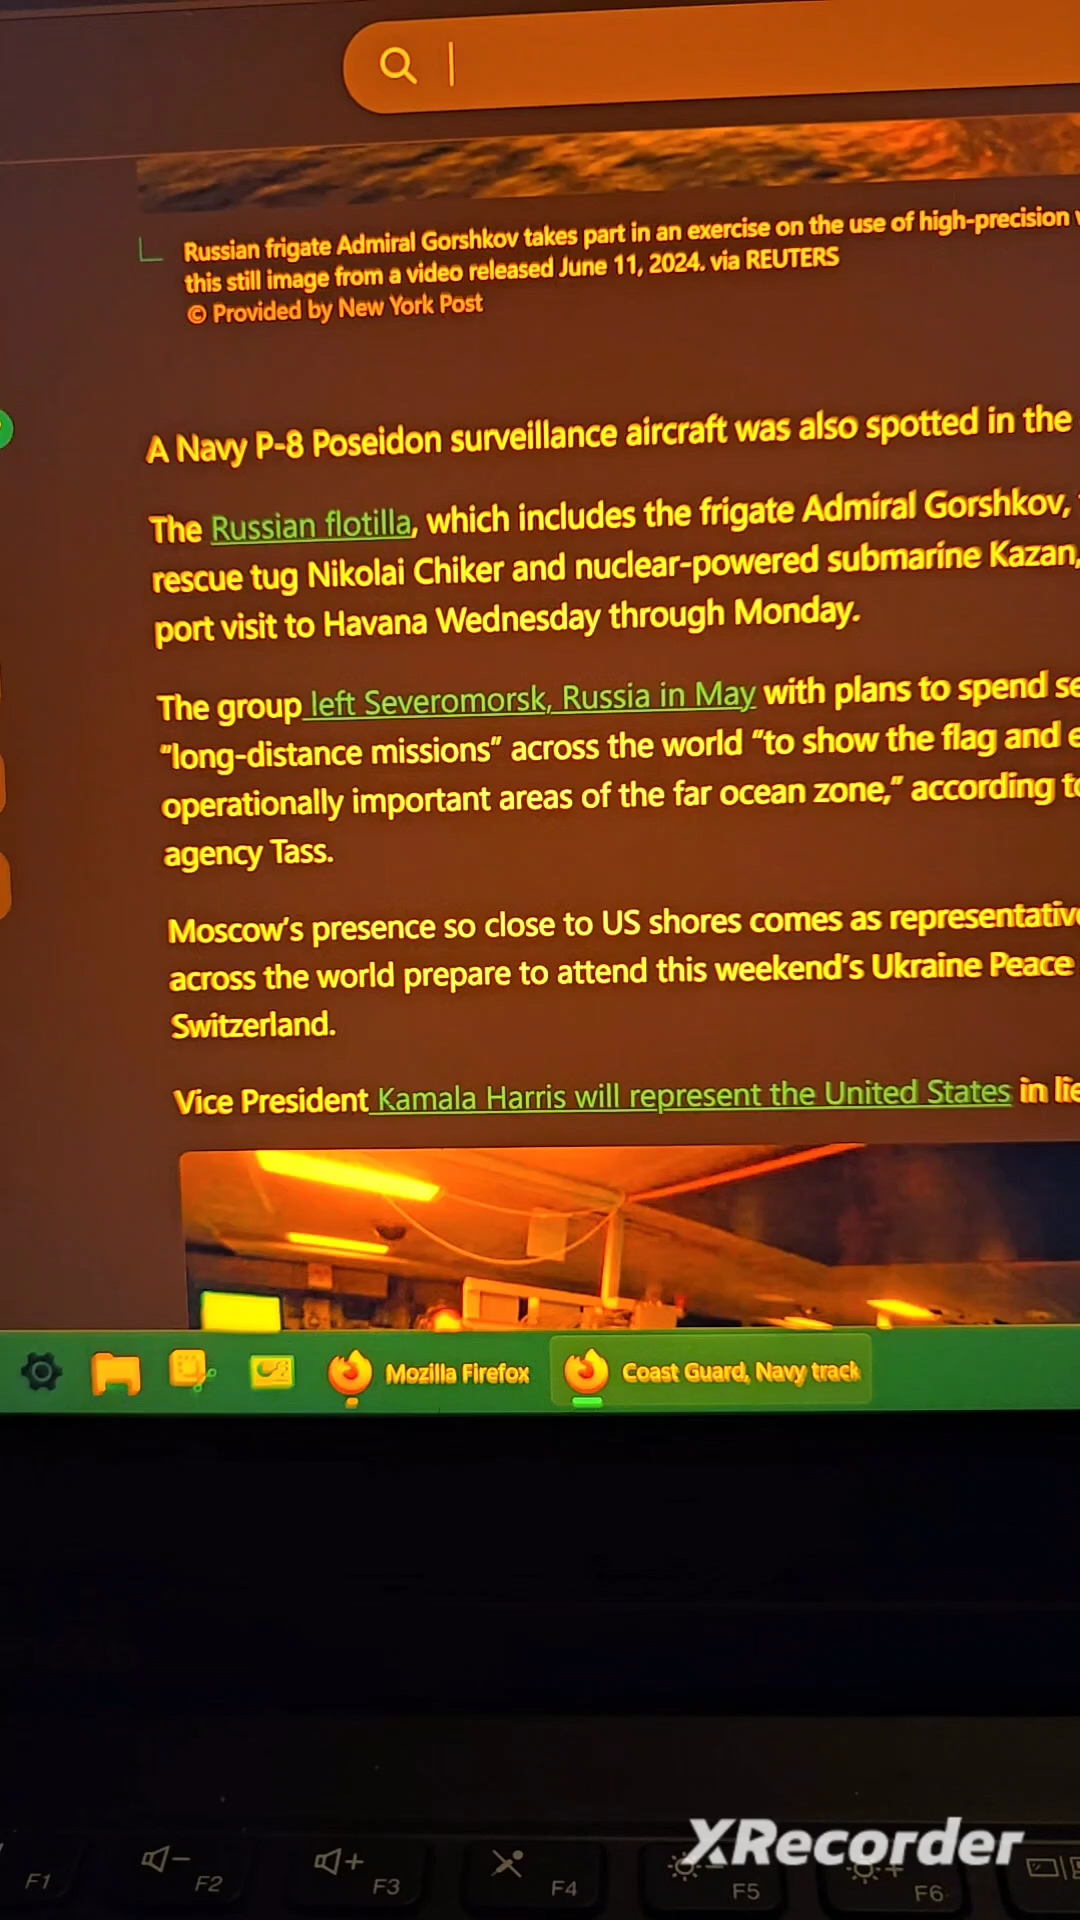 Russian frigate Admiral Gorshkov takes part in an exercise on the use of high-precision
this still image from a video released June 11, 2024. via REUTERS
© Provided by New York Post
A Navy P-8 Poseidon surveillance aircraft was also spotted in the
The Russian flotilla, which includes the frigate Admiral Gorshkov,
rescue tug Nikolai Chiker and nuclear-powered submarine Kazan,
port visit to Havana Wednesday through Monday.
The group left Severomorsk, Russia in May with plans to spend se
“long-distance missions” across the world “to show the flag and e
operationally important areas of the far ocean zone,” according to
agency Tass.
Moscow’s presence so close to US shores comes as representative
across the world prepare to attend this weekend’s Ukraine Peace
Switzerland.
Vice President Kamala Harris will represent the United States in lie
Mozilla Firefox
Coast Guard, Navy track
XRecorder
F1
F2
F3
F4
F5
F6